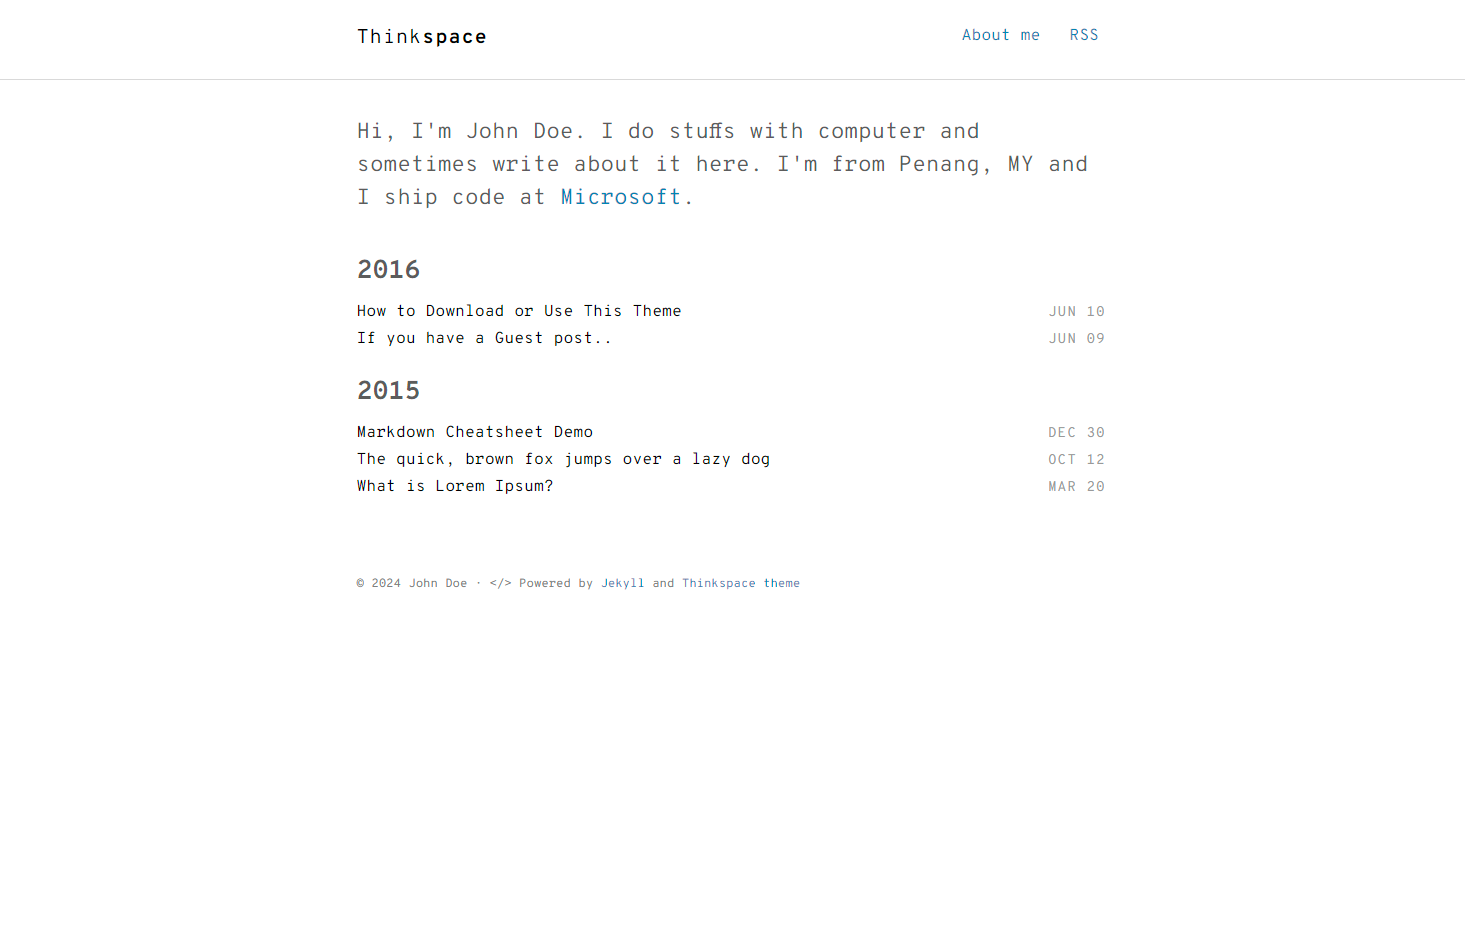 Thinkspace
About me RSS
Hi, I'm John Doe. I do stuffs with computer and
sometimes write about it here. I'm from Penang, MY and
I ship code at Microsoft.
2016
How to Download or Use This Theme JUN 10
If you have a Guest post.. JUN 09
2015
Markdown Cheatsheet Demo DEC 30
The quick, brown fox jumps over a lazy dog OCT 12
What is Lorem Ipsum? MAR 20
© 2024 John Doe · </> Powered by Jekyll and Thinkspace theme